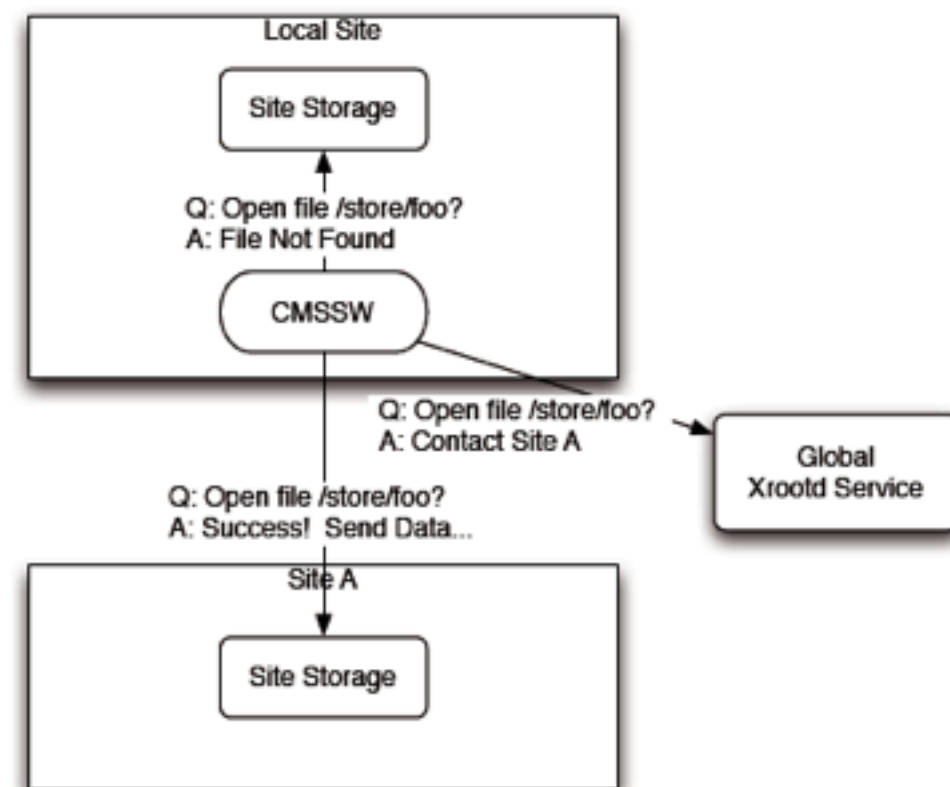 Local Site
Site Storage
Q: Open file /store/foo?
A: File Not Found
CMSSW
Q: Open file /store/foo?
A: Contact Site A
Global
Xrootd Service
Q: Open file /store/foo?
A: Success! Send Data...
Site A
Site Storage